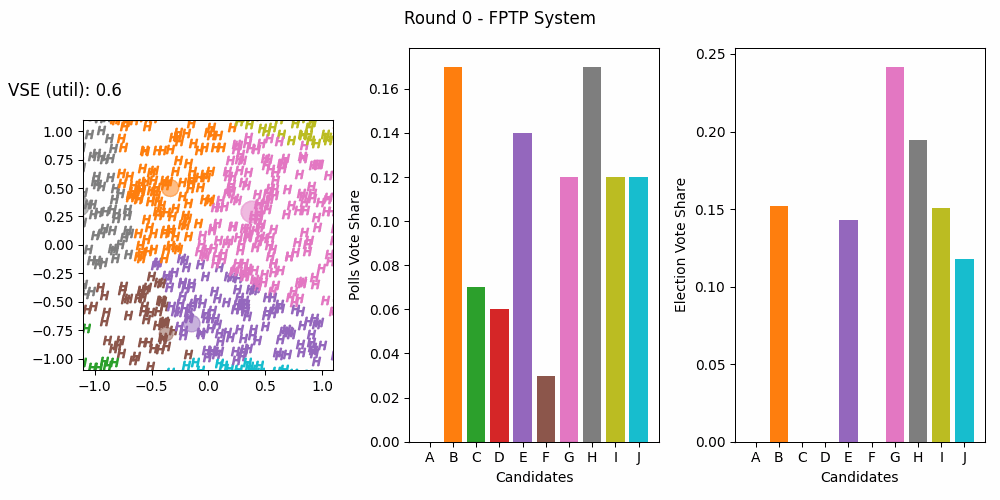 Round 0 - FPTP System
VSE (util): 0.6
1.00
0.75
0.50
0.25
0.00
−0.25
−0.50
−0.75
−1.00
−1.0 −0.5 0.0 0.5 1.0
Polls Vote Share
0.16
0.14
0.12
0.10
0.08
0.06
0.04
0.02
0.00
A B C D E F G H I J
Candidates
Election Vote Share
0.25
0.20
0.15
0.10
0.05
0.00
A B C D E F G H I J
Candidates